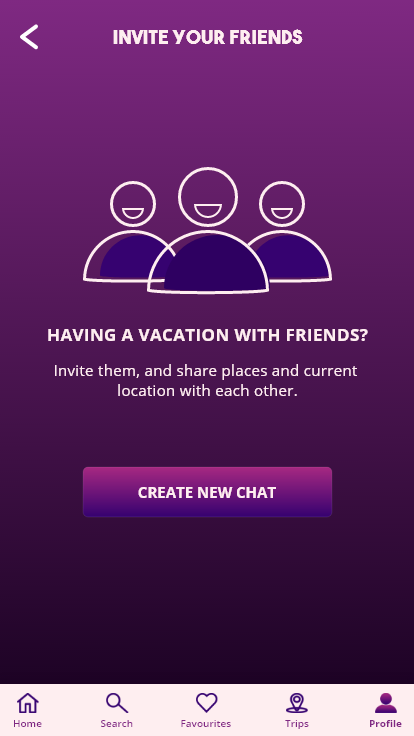 INVITE YOUR FRIENDS
HAVING A VACATION WITH FRIENDS?
Invite them, and share places and current
location with each other.
CREATE NEW CHAT
Home Search Favourites Trips Profile